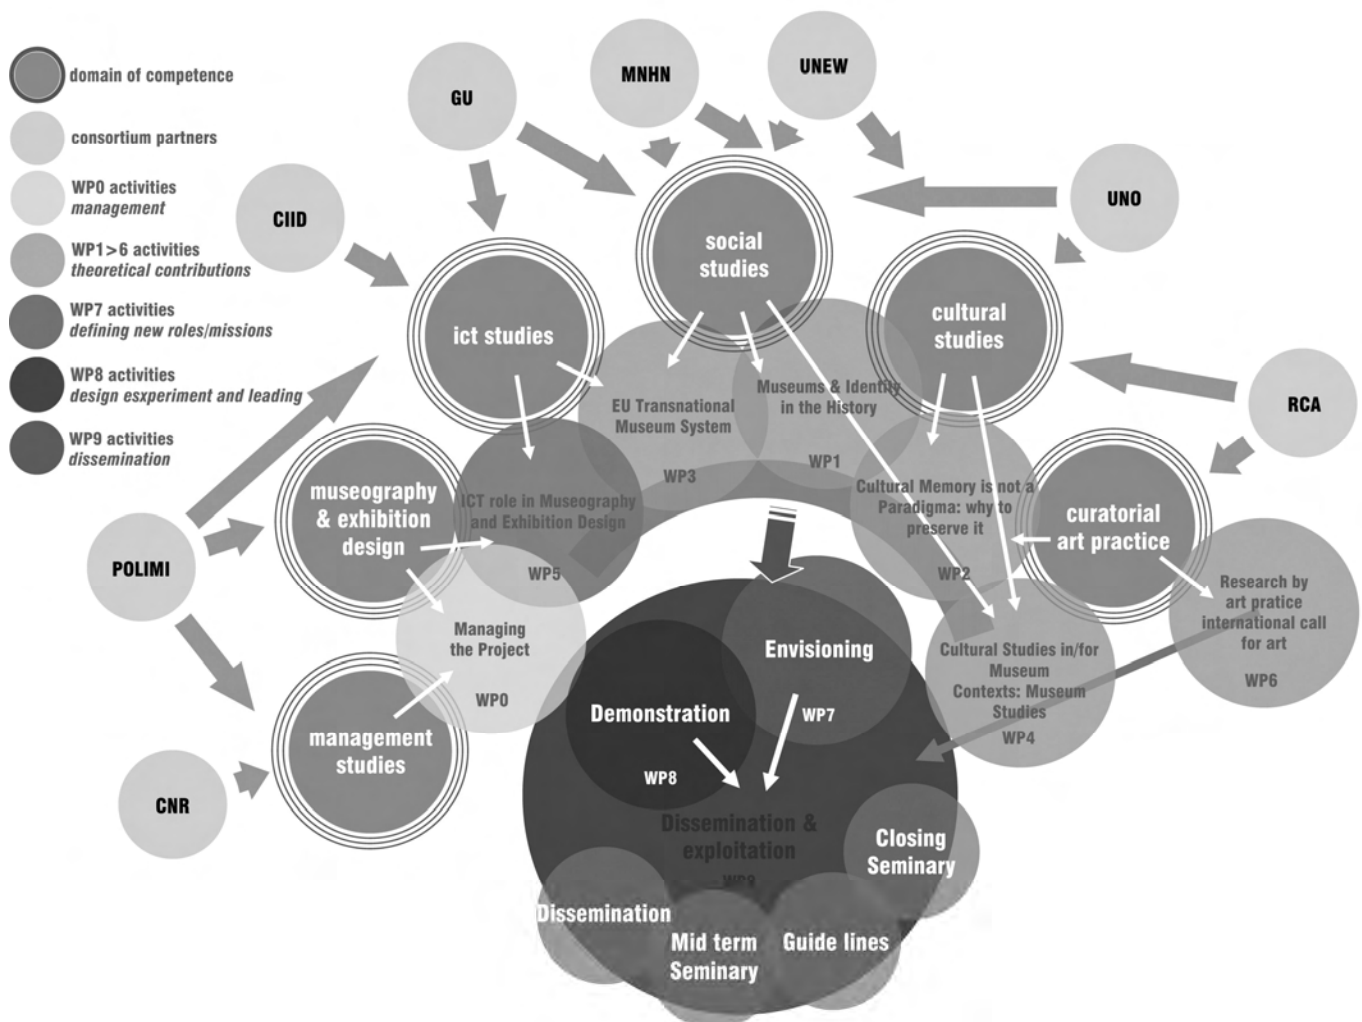 domain of competence
consortium partners
WP0 activities
management
WP1>6 activities
theoretical contributions
WP7 activities
defining new roles/missions
WP8 activities
design esxperiment and leading
WP9 activities
dissemination
GU
MNHN
UNEW
CIID
UNO
RCA
POLIMI
CNR
social
studies
cultural
studies
ict studies
museography
& exhibition
design
curatorial
art practice
management
studies
EU Transnational
Museum System
WP3
Museums & Identity
in the History
WP1
Cultural Memory is not a
Paradigma: why to
preserve it
WP2
ICT role in Museography
and Exhibition Design
WP5
Managing
the Project
WP0
Research by
art pratice
international call
for art
WP6
Cultural Studies in/for
Museum
Contexts: Museum
Studies
WP4
Envisioning
WP7
Demonstration
WP8
Dissemination &
exploitation
Closing
Seminary
Dissemination
Mid term
Seminary
Guide lines